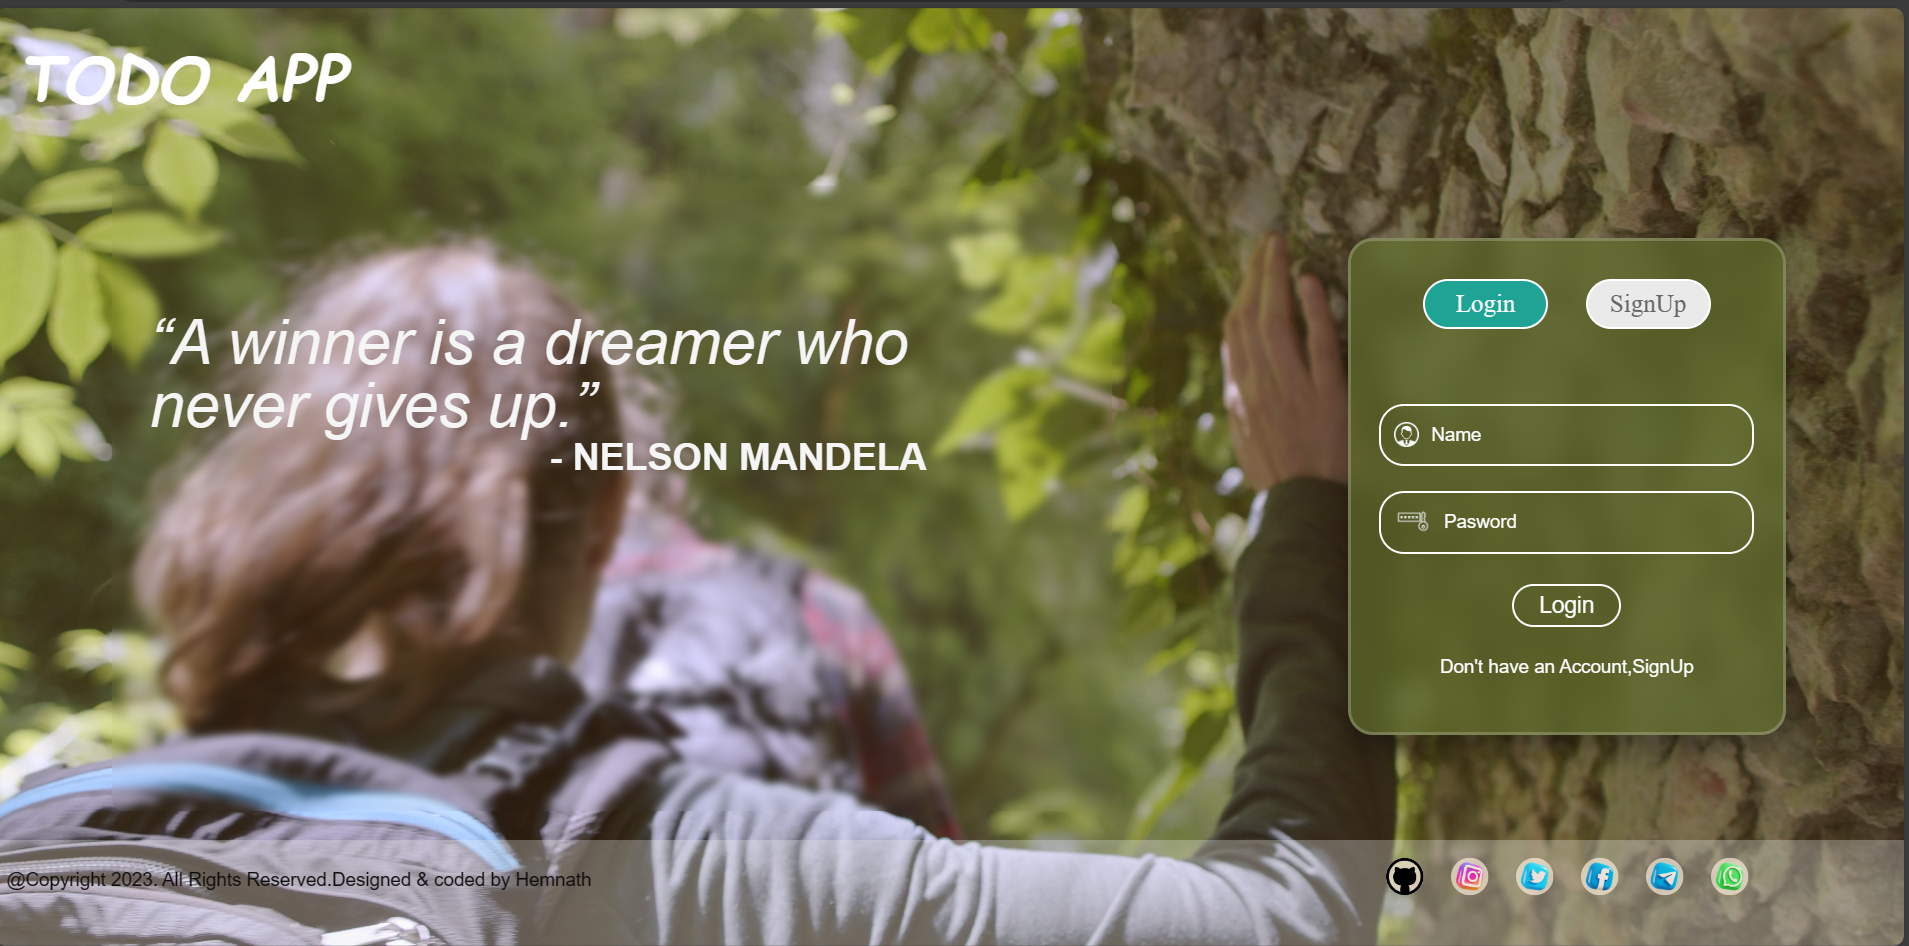 TODO APP
“A winner is a dreamer who
never gives up.”
- NELSON MANDELA
Login
SignUp
Name
Pasword
Login
Don't have an Account,SignUp
@Copyright 2023. All Rights Reserved.Designed & coded by Hemnath